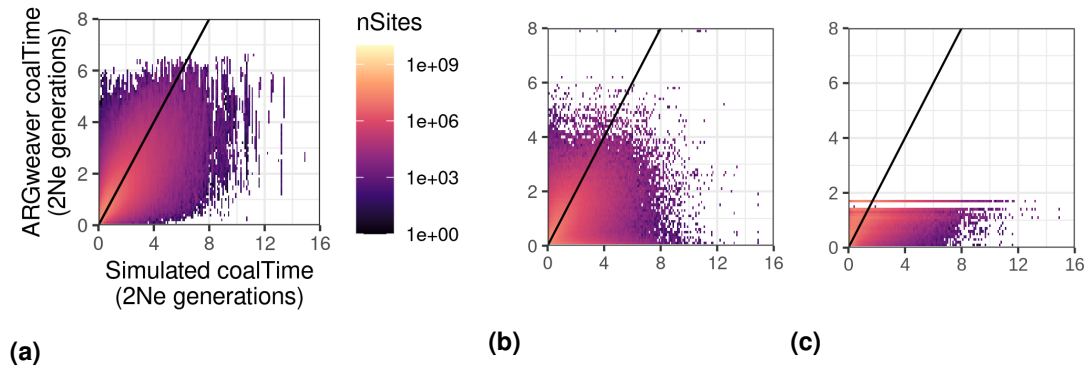 ARGweaver coalTime
(2Ne generations)
8
6
4
2
0
0 4 8 12 16
Simulated coalTime
(2Ne generations)
nSites
1e+09
1e+06
1e+03
1e+00
8
6
4
2
0
0 4 8 12 16
8
6
4
2
0
0 4 8 12 16
(a)
(b)
(c)